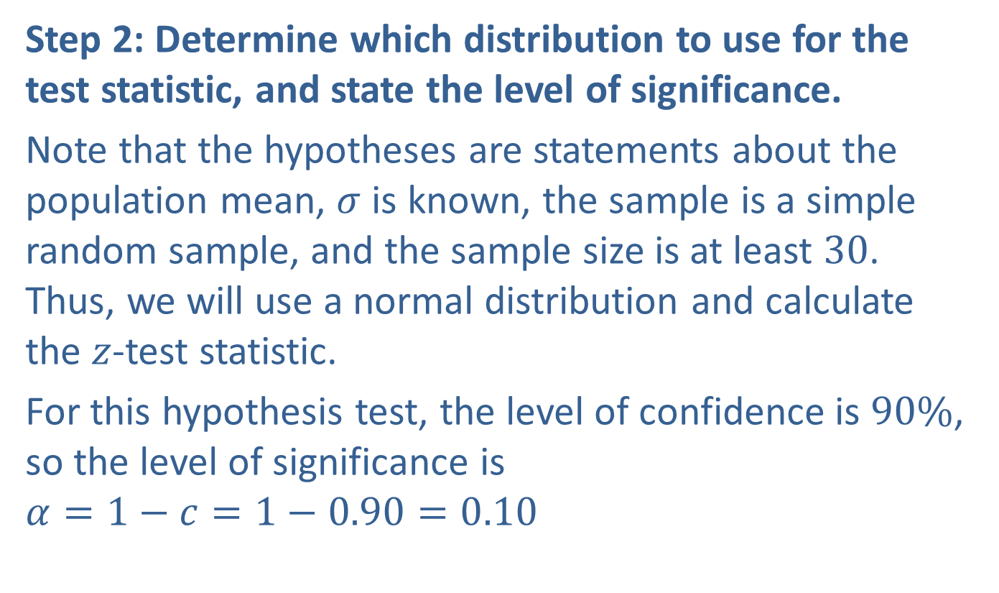 Step 2: Determine which distribution to use for the
test statistic, and state the level of significance.
Note that the hypotheses are statements about the
population mean, σ is known, the sample is a simple
random sample, and the sample size is at least 30.
Thus, we will use a normal distribution and calculate
the z-test statistic.
For this hypothesis test, the level of confidence is 90%,
so the level of significance is
α = 1 − c = 1 − 0.90 = 0.10